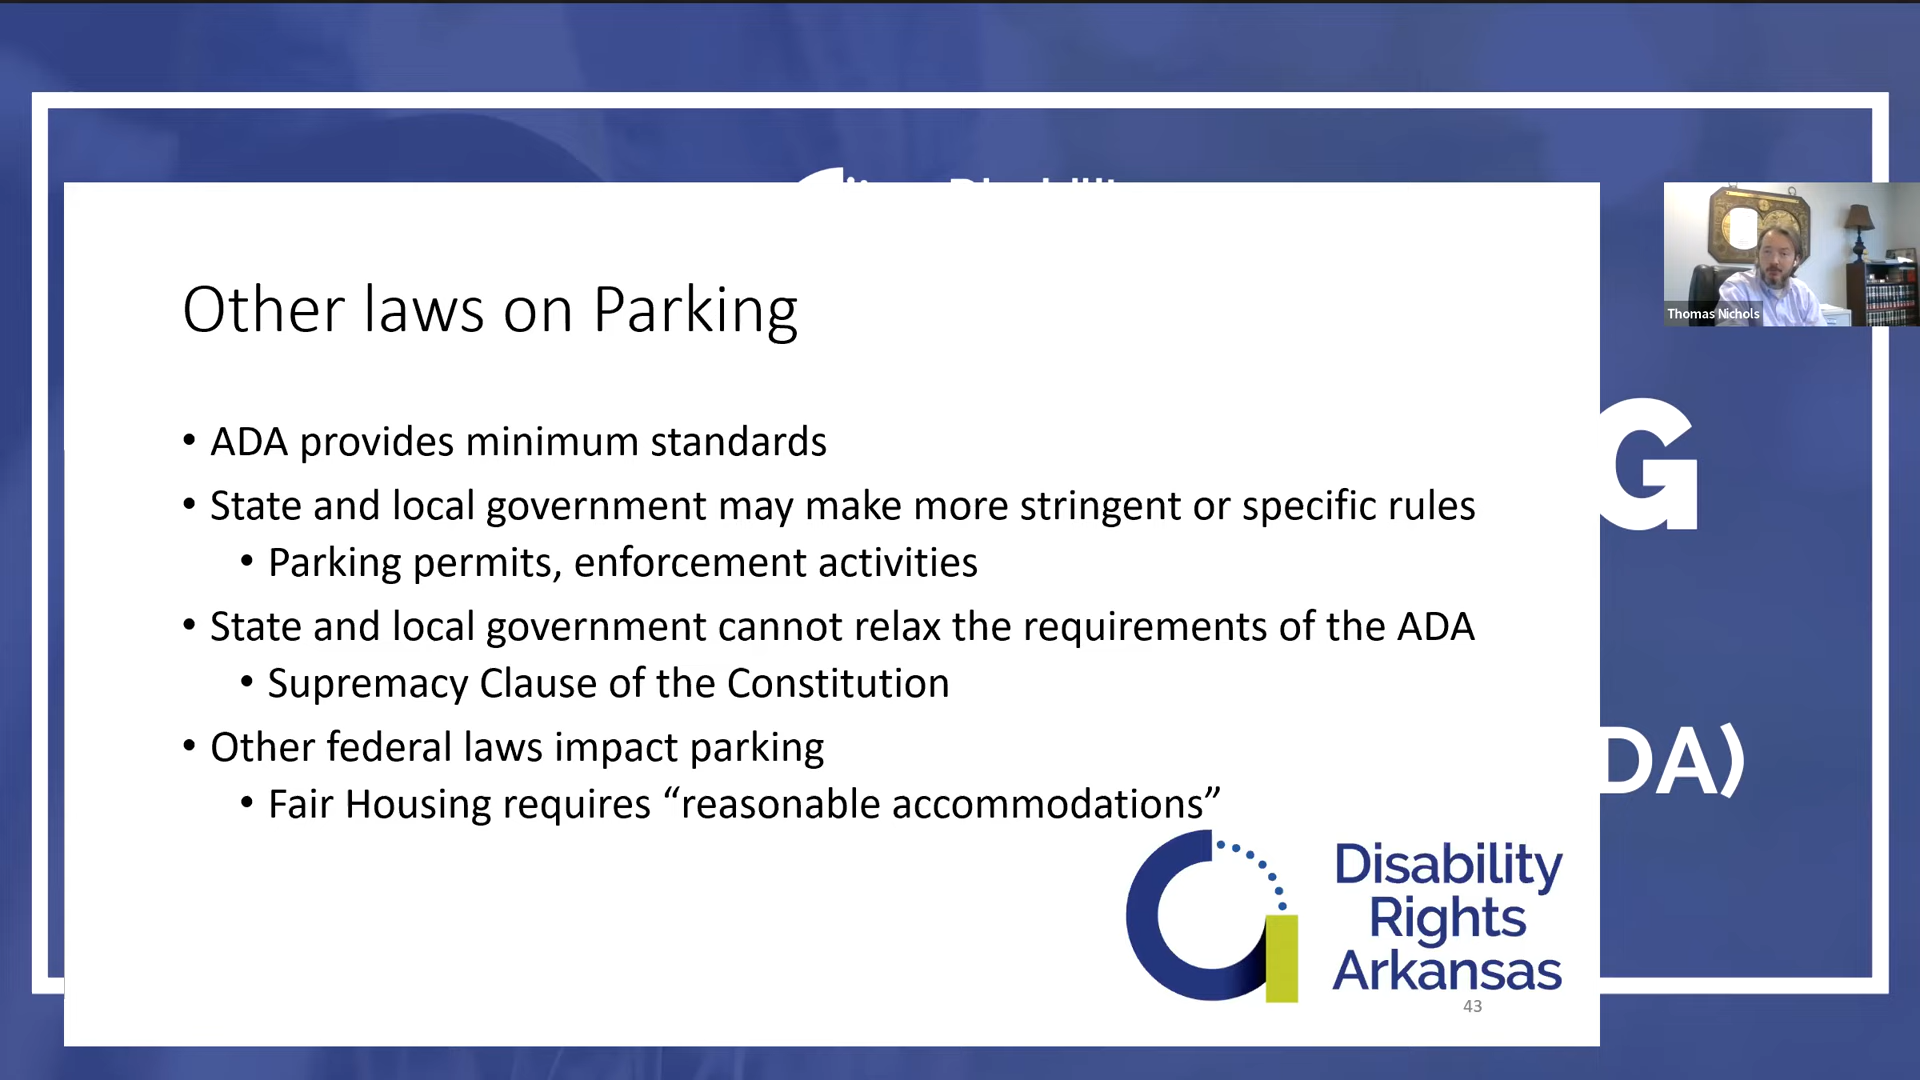 Other laws on Parking
• ADA provides minimum standards
• State and local government may make more stringent or specific rules
• Parking permits, enforcement activities
• State and local government cannot relax the requirements of the ADA
• Supremacy Clause of the Constitution
• Other federal laws impact parking
• Fair Housing requires “reasonable accommodations”
Disability
Rights
Arkansas
43
Thomas Nichols
G
DA)